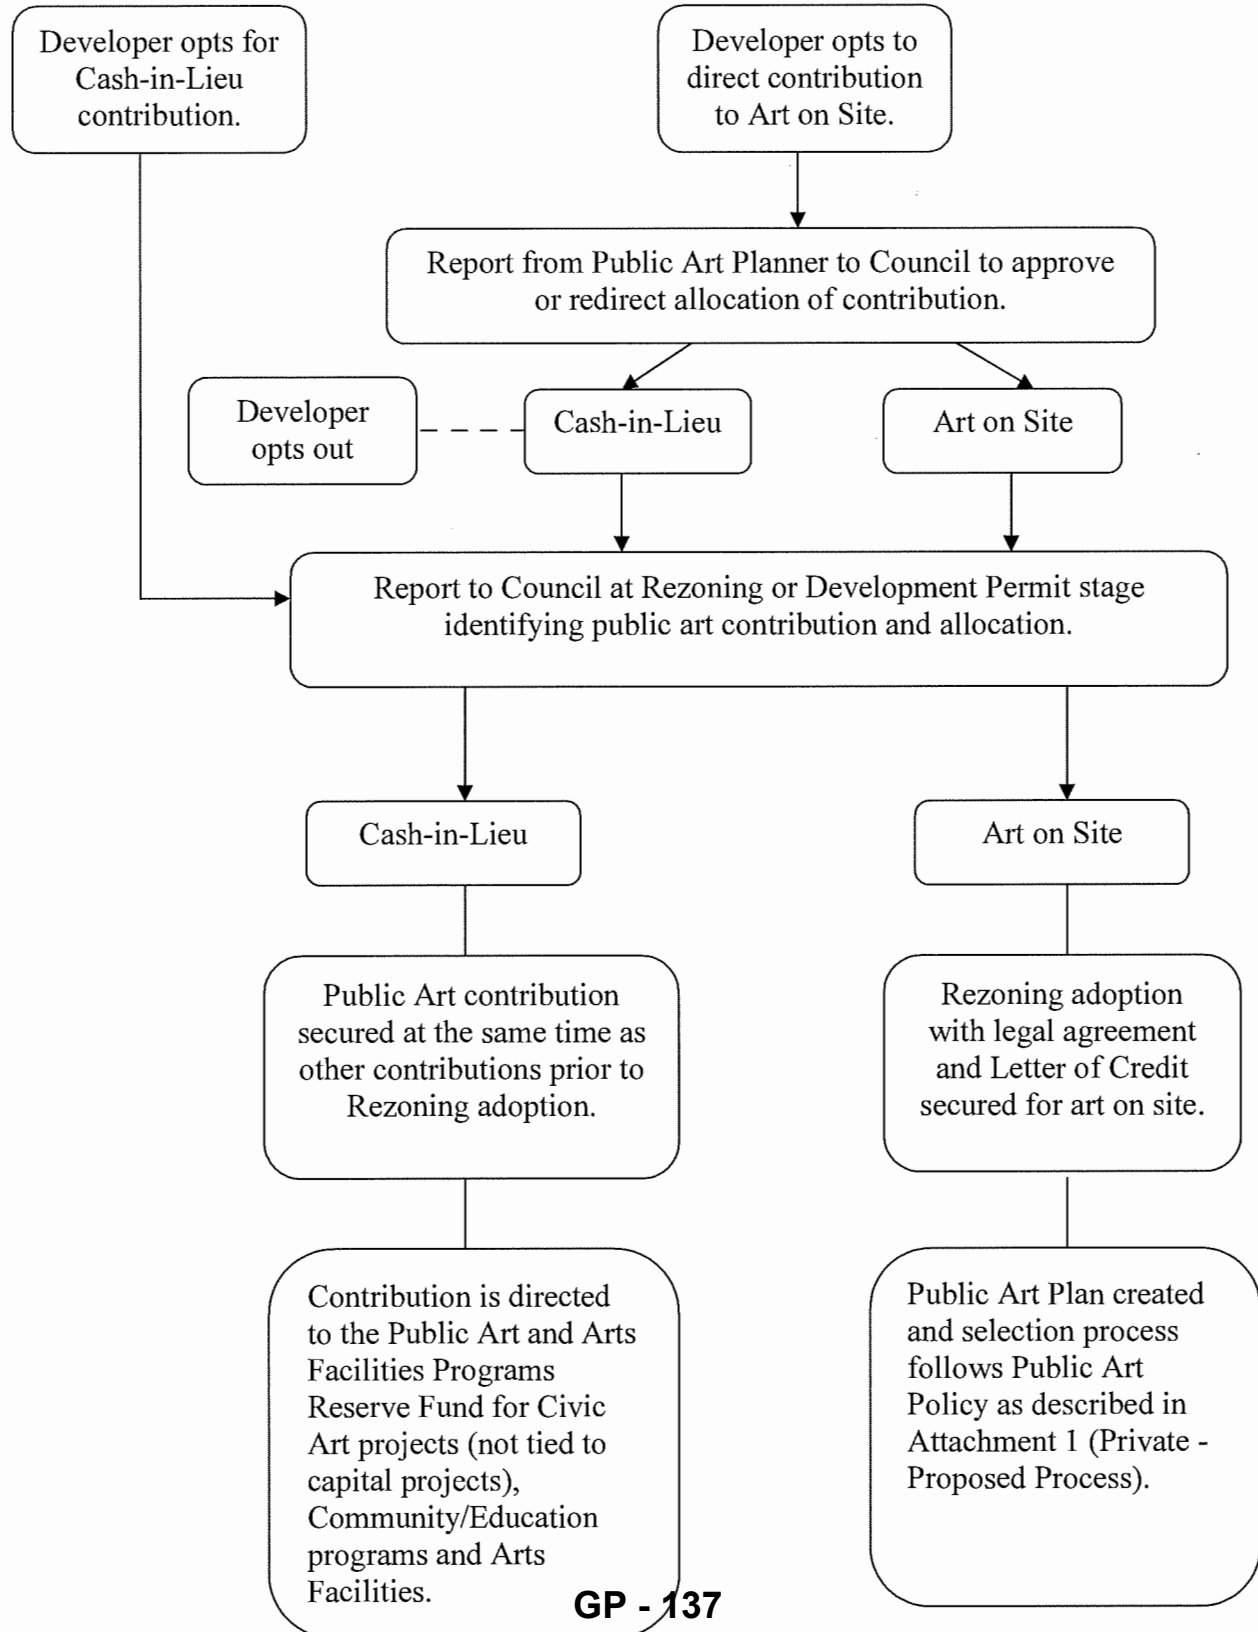 Developer opts for
Cash-in-Lieu
contribution.
Developer opts to
direct contribution
to Art on Site.
Report from Public Art Planner to Council to approve
or redirect allocation of contribution.
Developer
opts out
Cash-in-Lieu
Art on Site
Report to Council at Rezoning or Development Permit stage
identifying public art contribution and allocation.
Cash-in-Lieu
Art on Site
Public Art contribution
secured at the same time as
other contributions prior to
Rezoning adoption.
Rezoning adoption
with legal agreement
and Letter of Credit
secured for art on site.
Contribution is directed
to the Public Art and Arts
Facilities Programs
Reserve Fund for Civic
Art projects (not tied to
capital projects),
Community/Education
programs and Arts
Facilities.
Public Art Plan created
and selection process
follows Public Art
Policy as described in
Attachment 1 (Private -
Proposed Process).
GP - 137